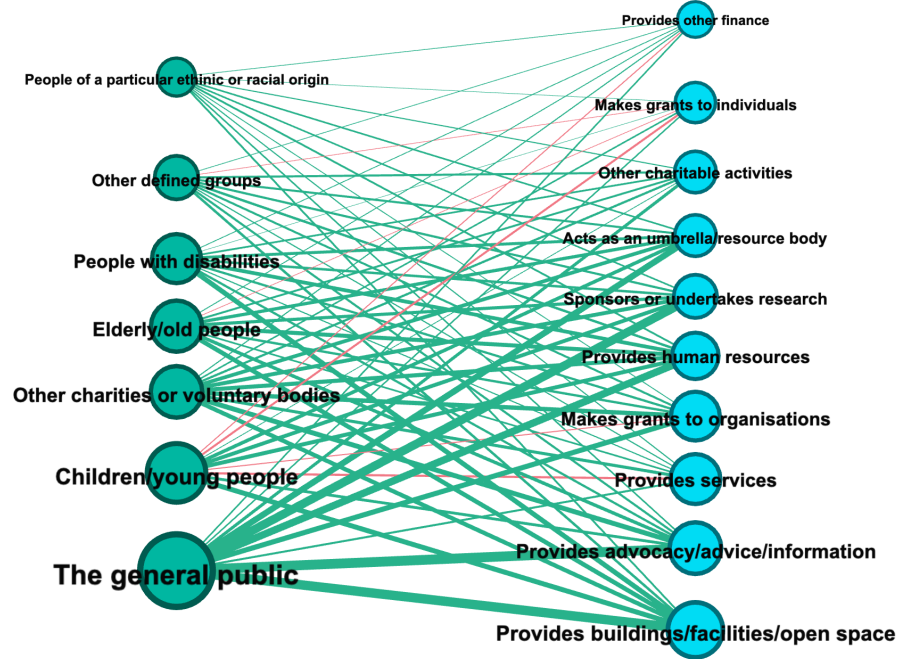 Provides other finance
People of a particular ethinic or racial origin
Makes grants to individuals
Other defined groups
Other charitable activities
People with disabilities
Acts as an umbrella/resource body
Elderly/old people
Sponsors or undertakes research
Provides human resources
Other charities or voluntary bodies
Makes grants to organisations
Children/young people
Provides services
The general public
Provides advocacy/advice/information
Provides buildings/facilities/open space